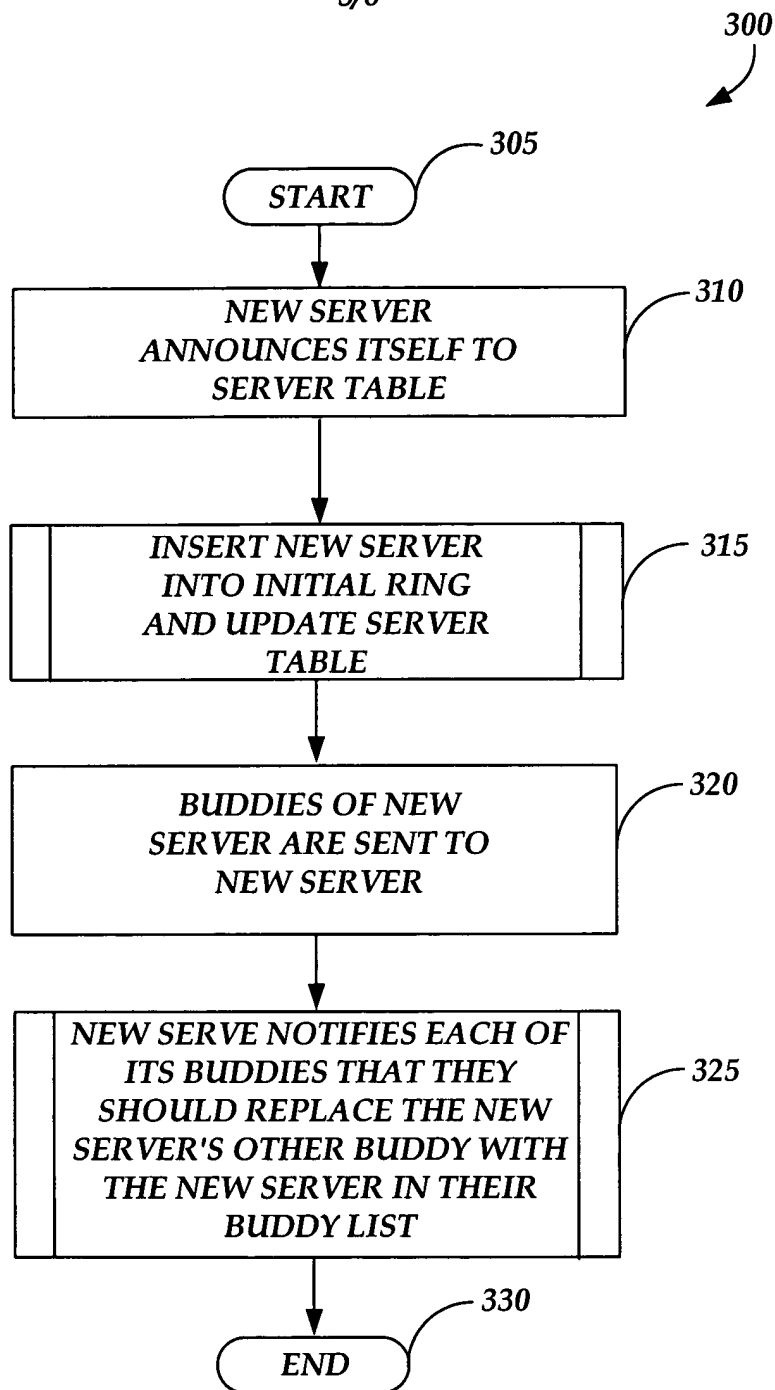 300
305
START
310
NEW SERVER
ANNOUNCES ITSELF TO
SERVER TABLE
315
INSERT NEW SERVER
INTO INITIAL RING
AND UPDATE SERVER
TABLE
320
BUDDIES OF NEW
SERVER ARE SENT TO
NEW SERVER
325
NEW SERVE NOTIFIES EACH OF
ITS BUDDIES THAT THEY
SHOULD REPLACE THE NEW
SERVER'S OTHER BUDDY WITH
THE NEW SERVER IN THEIR
BUDDY LIST
330
END